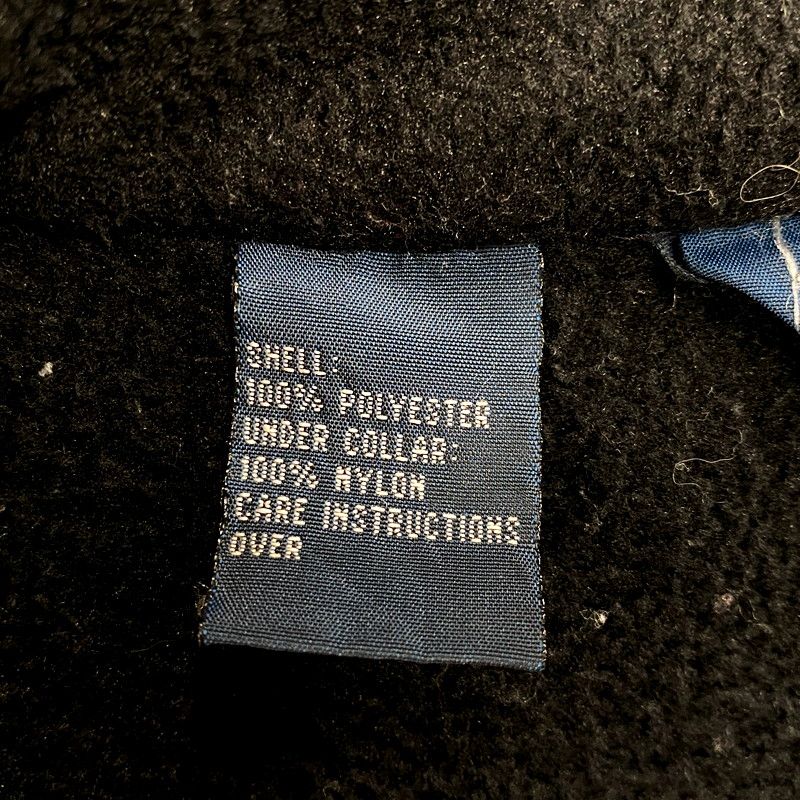 SHELL:
100% POLYESTER
UNDER COLLAR:
100% NYLON
CARE INSTRUCTIONS
OVER